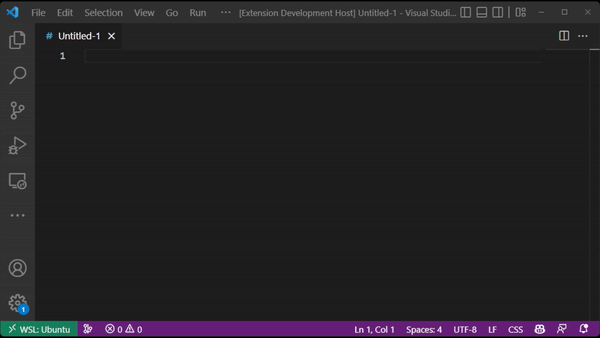 File Edit Selection View Go Run ··· [Extension Development Host] Untitled-1 - Visual Studi...
# Untitled-1
1
1
WSL: Ubuntu 0 0 Ln 1, Col 1 Spaces: 4 UTF-8 LF CSS